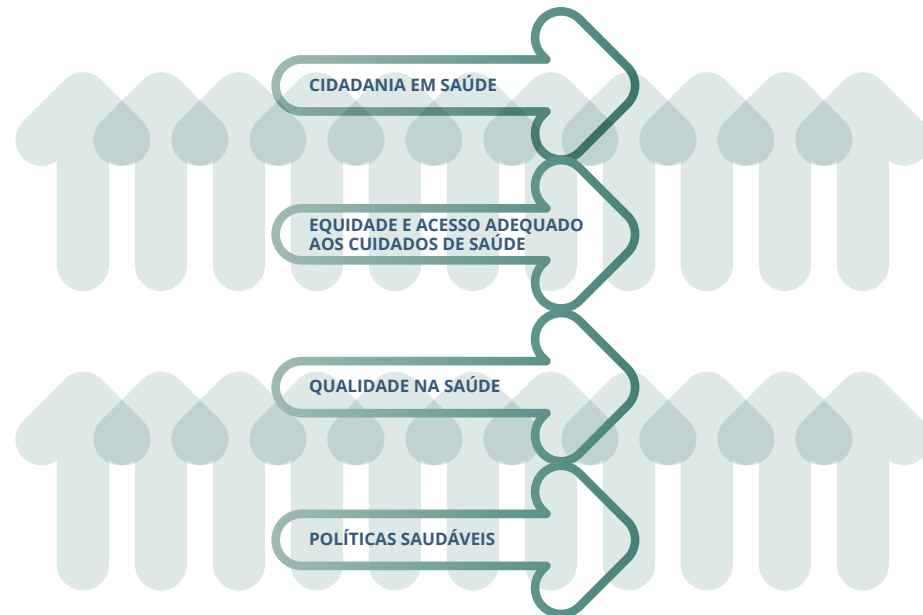 CIDADANIA EM SAÚDE
EQUIDADE E ACESSO ADEQUADO
AOS CUIDADOS DE SAÚDE
QUALIDADE NA SAÚDE
POLÍTICAS SAUDÁVEIS